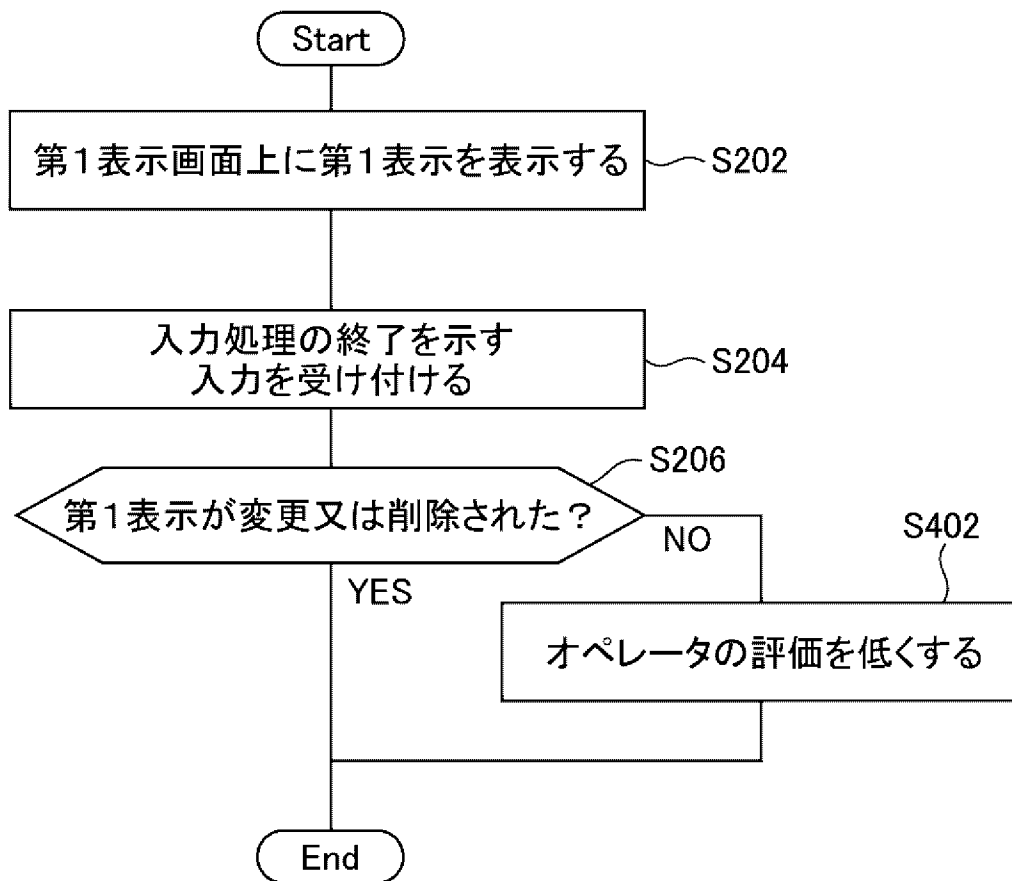 Start
第1表示画面上に第1表示を表示する
S202
入力処理の終了を示す
入力を受け付ける
S204
S206
第1表示が変更又は削除された？
NO
YES
S402
オペレータの評価を低くする
End